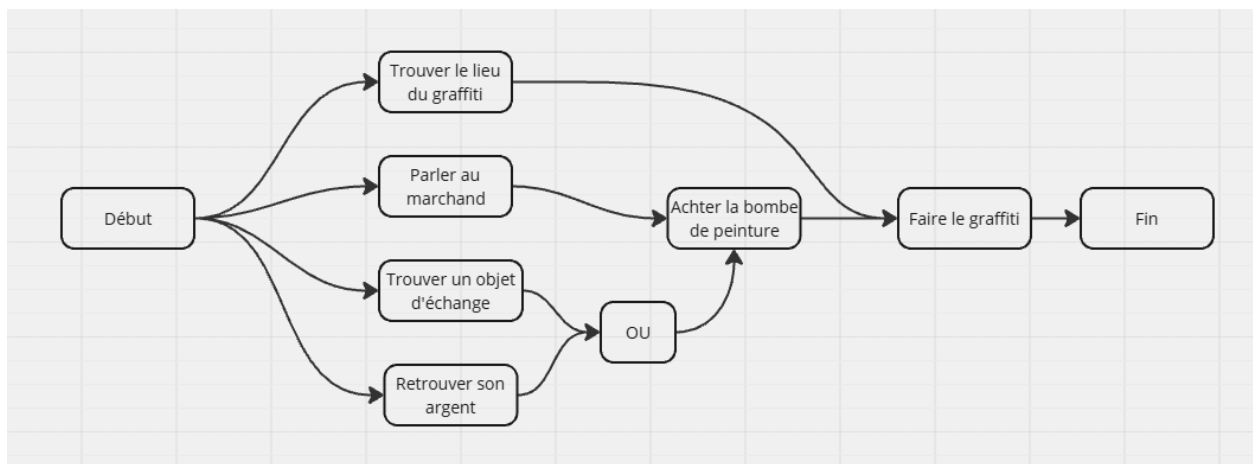 Trouver le lieu
du graffiti
Parler au
marchand
Début
Achter la bombe
de peinture
Faire le graffiti
Fin
Trouver un objet
d'échange
OU
Retrouver son
argent